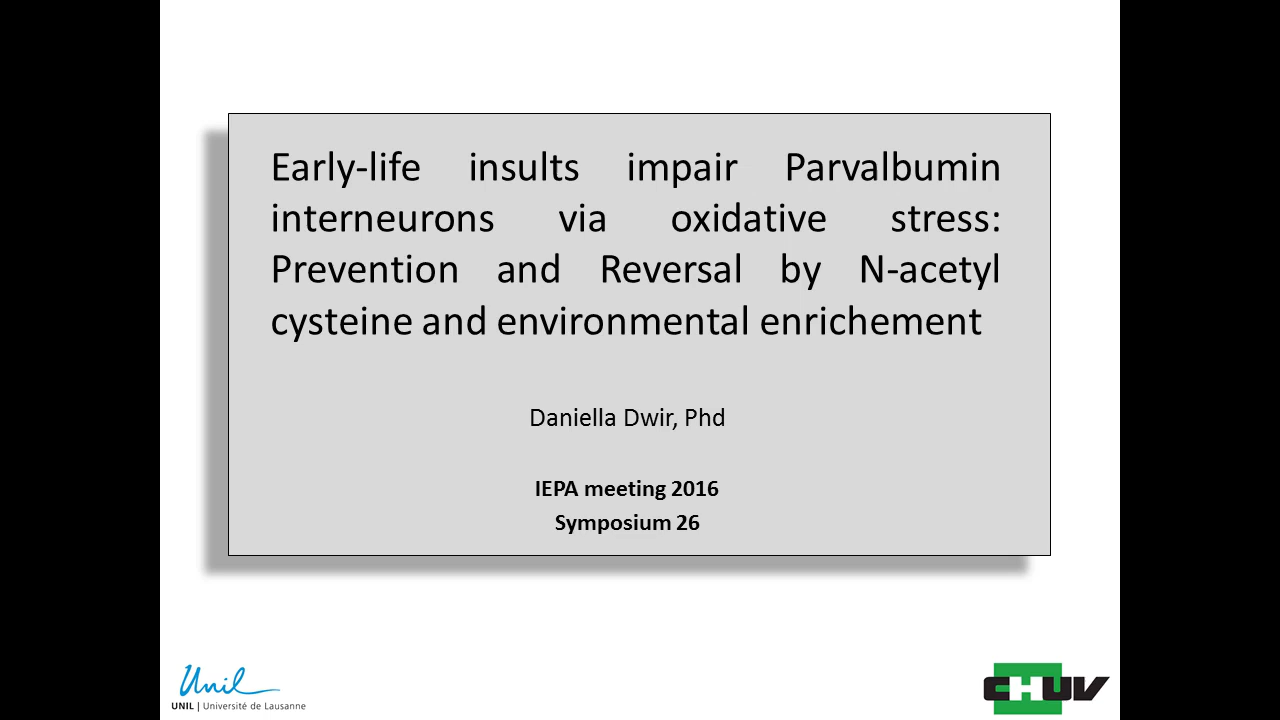 Early-life insults impair Parvalbumin
interneurons via oxidative stress:
Prevention and Reversal by N-acetyl
cysteine and environmental enrichement
Daniella Dwir, Phd
IEPA meeting 2016
Symposium 26
Unil
UNIL | Université de Lausanne
CHUV